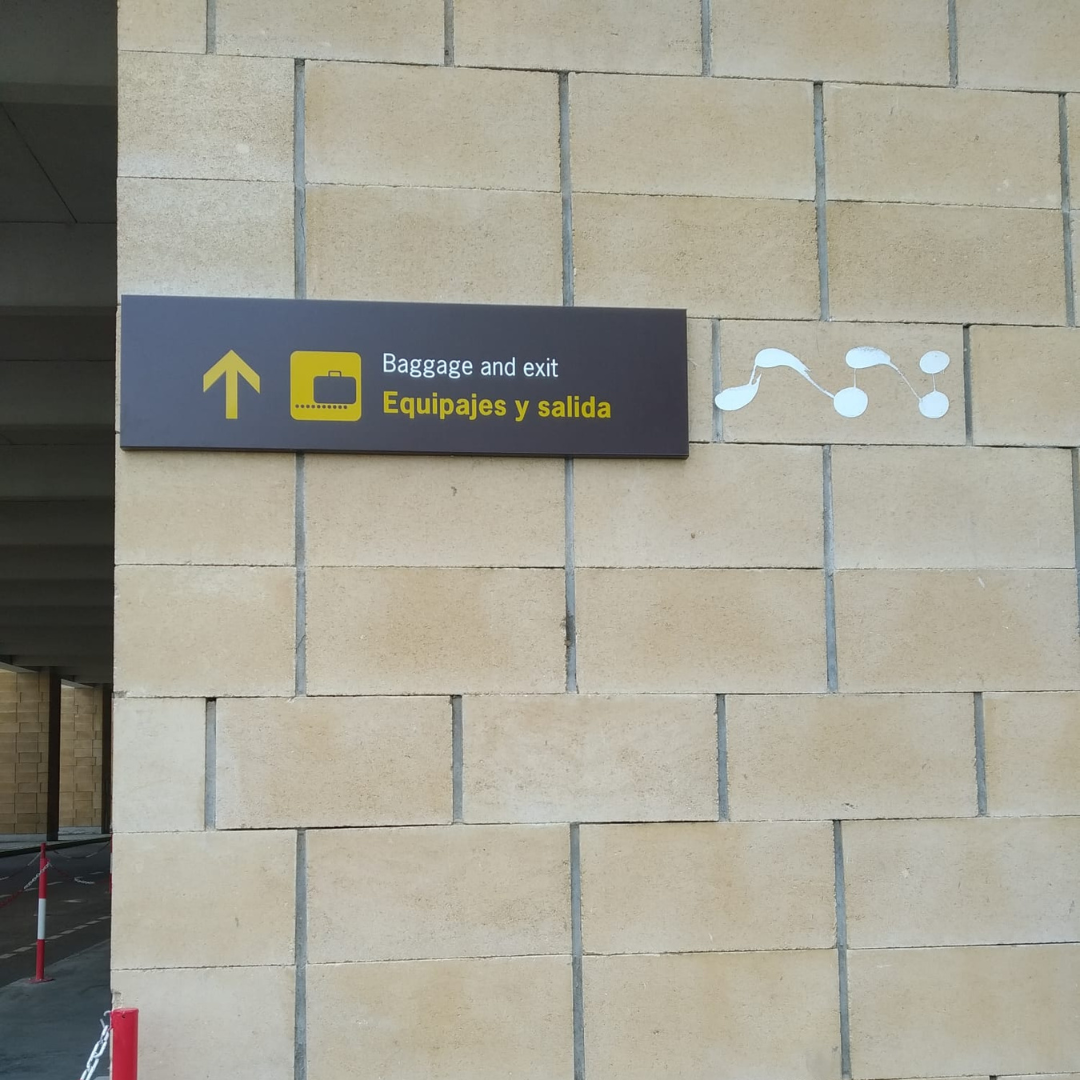 Baggage and exit
Equipajes y salida